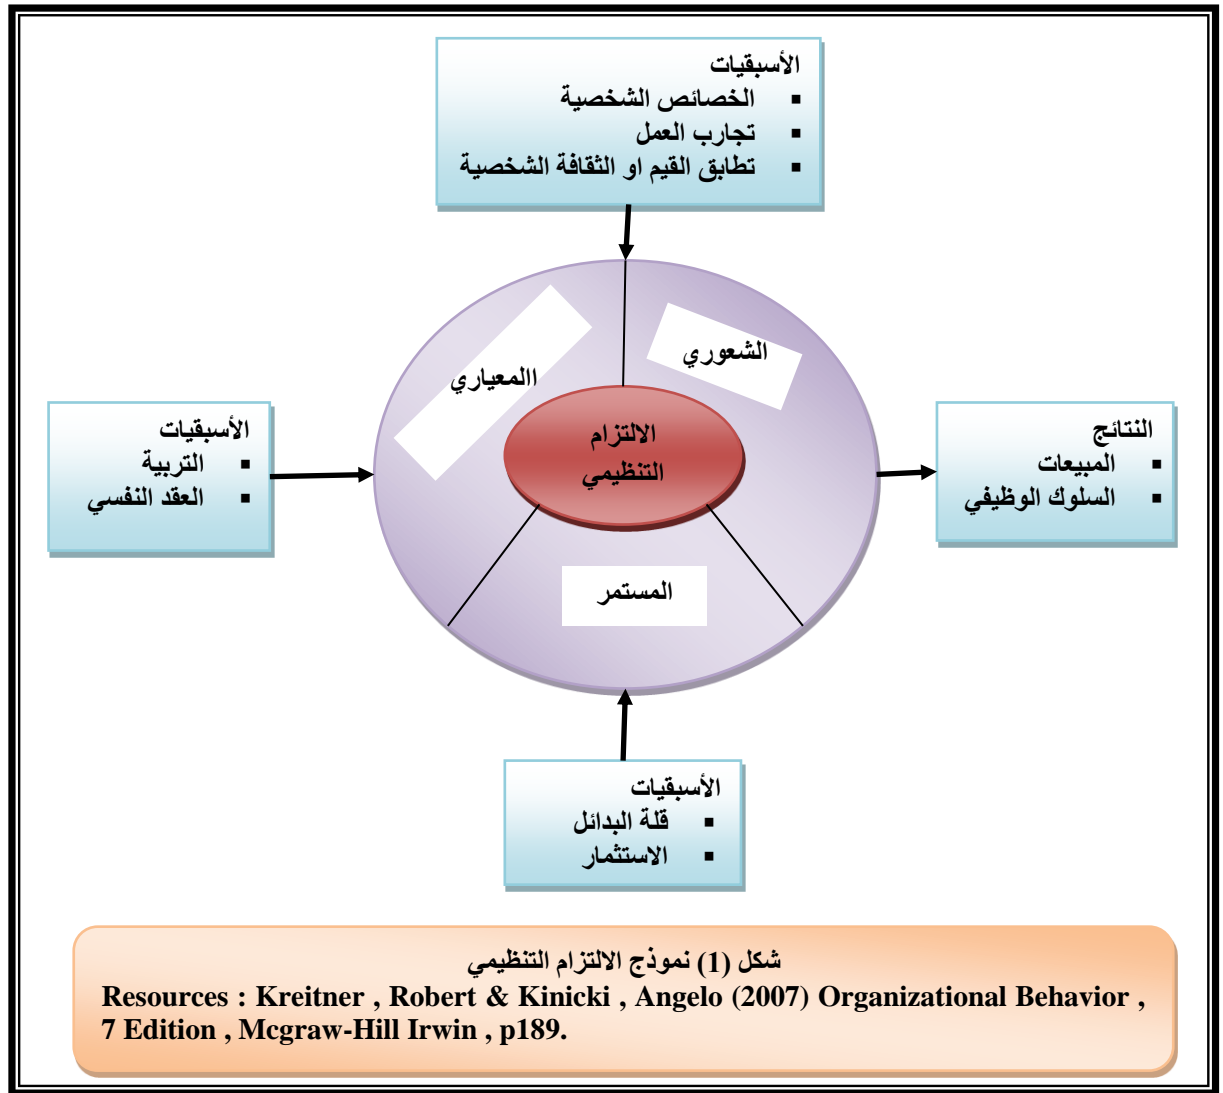 الأسبقيات
▪ الخصائص الشخصية
▪ تجارب العمل
▪ تطابق القيم او الثقافة الشخصية
الشعوري
االمعياري
الالتزام
التنظيمي
المستمر
النتائج
▪ المبيعات
▪ السلوك الوظيفي
الأسبقيات
▪ التربية
▪ العقد النفسي
الأسبقيات
▪ قلة البدائل
▪ الاستثمار
شكل (1) نموذج الالتزام التنظيمي
Resources : Kreitner , Robert & Kinicki , Angelo (2007) Organizational Behavior ,
7 Edition , Mcgraw-Hill Irwin , p189.